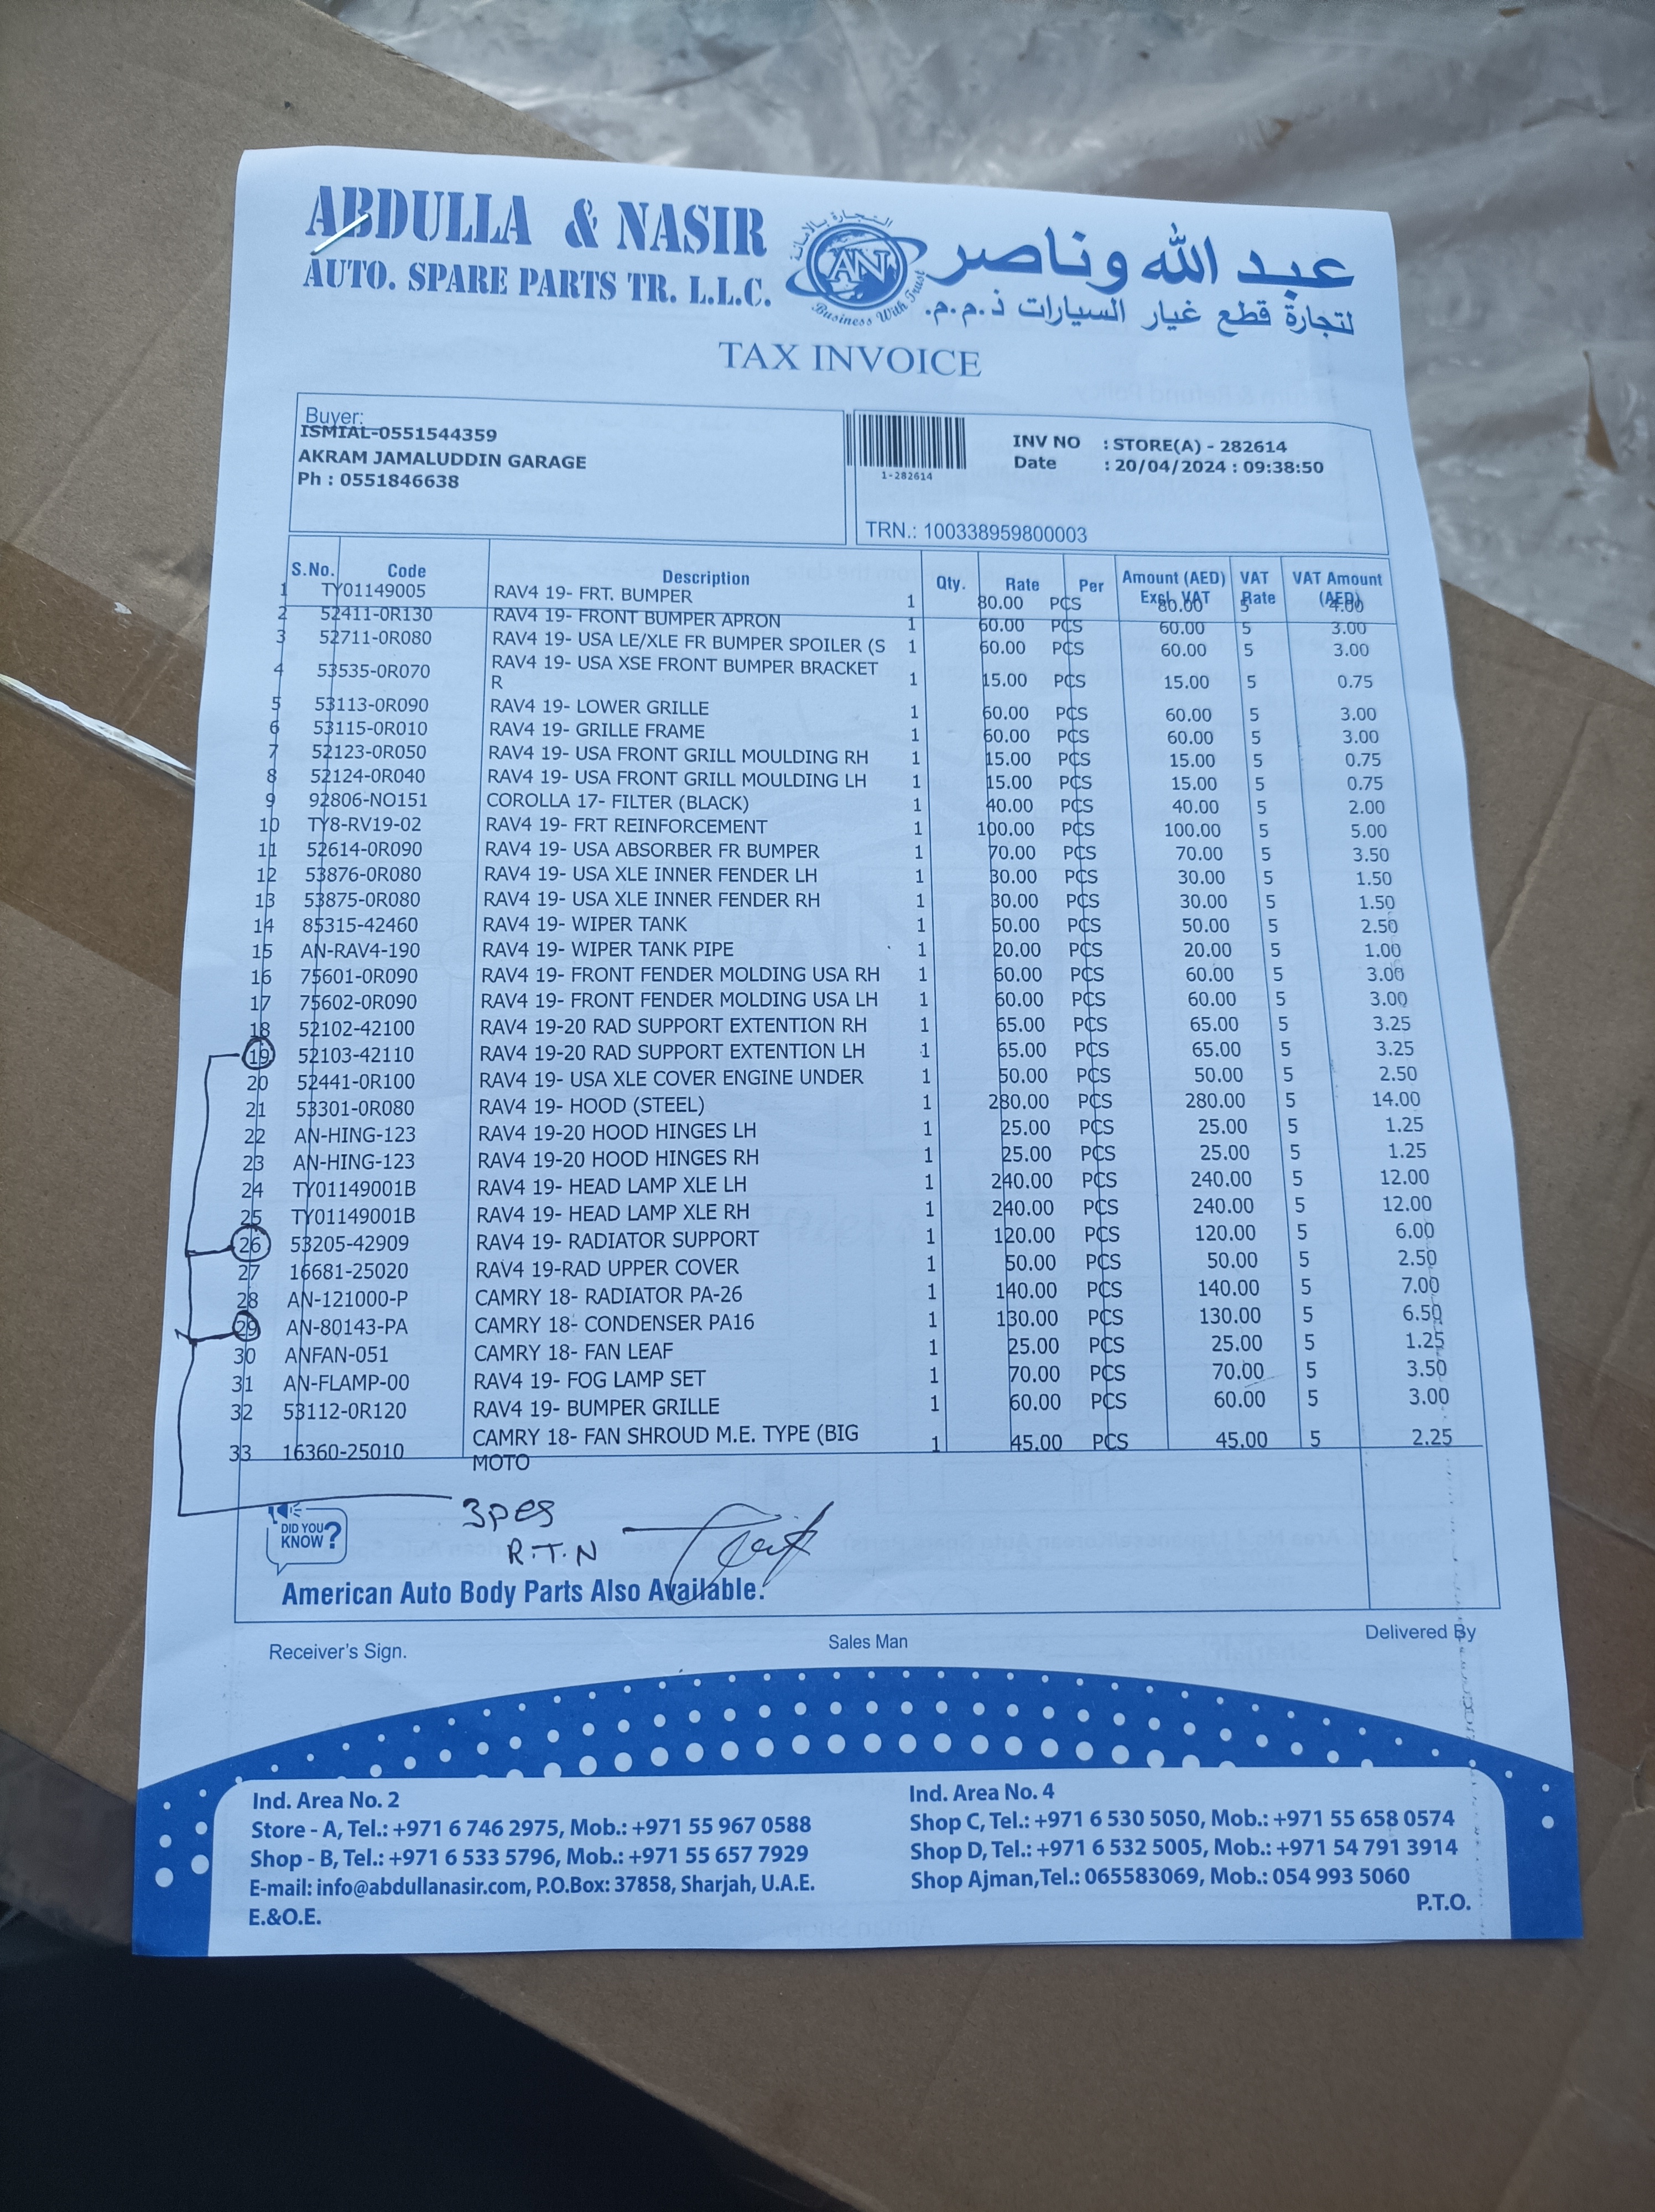 ABDULLA & NASIR
AUTO. SPARE PARTS TR. L.L.C.
التجارة بالأمانة
AN
Business With Trust
عبد الله وناصر
لتجارة قطع غيار السيارات ذ.م.م.
TAX INVOICE
Buyer:
ISMIAL-0551544359
AKRAM JAMALUDDIN GARAGE
Ph : 0551846638
1-282614
INV NO : STORE(A) - 282614
Date : 20/04/2024 : 09:38:50
TRN.: 100338959800003
S.No. Code Description Qty. Rate Per Amount (AED) Excl. VAT VAT Rate VAT Amount (AED)
1 TY01149005 RAV4 19- FRT. BUMPER 1 80.00 PCS 80.00 5 4.00
2 52411-0R130 RAV4 19- FRONT BUMPER APRON 1 60.00 PCS 60.00 5 3.00
3 52711-0R080 RAV4 19- USA LE/XLE FR BUMPER SPOILER (S 1 60.00 PCS 60.00 5 3.00
4 53535-0R070 RAV4 19- USA XSE FRONT BUMPER BRACKET R 1 15.00 PCS 15.00 5 0.75
5 53113-0R090 RAV4 19- LOWER GRILLE 1 60.00 PCS 60.00 5 3.00
6 53115-0R010 RAV4 19- GRILLE FRAME 1 60.00 PCS 60.00 5 3.00
7 52123-0R050 RAV4 19- USA FRONT GRILL MOULDING RH 1 15.00 PCS 15.00 5 0.75
8 52124-0R040 RAV4 19- USA FRONT GRILL MOULDING LH 1 15.00 PCS 15.00 5 0.75
9 92806-NO151 COROLLA 17- FILTER (BLACK) 1 40.00 PCS 40.00 5 2.00
10 TY8-RV19-02 RAV4 19- FRT REINFORCEMENT 1 100.00 PCS 100.00 5 5.00
11 52614-0R090 RAV4 19- USA ABSORBER FR BUMPER 1 70.00 PCS 70.00 5 3.50
12 53876-0R080 RAV4 19- USA XLE INNER FENDER LH 1 30.00 PCS 30.00 5 1.50
13 53875-0R080 RAV4 19- USA XLE INNER FENDER RH 1 30.00 PCS 30.00 5 1.50
14 85315-42460 RAV4 19- WIPER TANK 1 50.00 PCS 50.00 5 2.50
15 AN-RAV4-190 RAV4 19- WIPER TANK PIPE 1 20.00 PCS 20.00 5 1.00
16 75601-0R090 RAV4 19- FRONT FENDER MOLDING USA RH 1 60.00 PCS 60.00 5 3.00
17 75602-0R090 RAV4 19- FRONT FENDER MOLDING USA LH 1 60.00 PCS 60.00 5 3.00
18 52102-42100 RAV4 19-20 RAD SUPPORT EXTENTION RH 1 65.00 PCS 65.00 5 3.25
19 52103-42110 RAV4 19-20 RAD SUPPORT EXTENTION LH 1 65.00 PCS 65.00 5 3.25
20 52441-0R100 RAV4 19- USA XLE COVER ENGINE UNDER 1 50.00 PCS 50.00 5 2.50
21 53301-0R080 RAV4 19- HOOD (STEEL) 1 280.00 PCS 280.00 5 14.00
22 AN-HING-123 RAV4 19-20 HOOD HINGES LH 1 25.00 PCS 25.00 5 1.25
23 AN-HING-123 RAV4 19-20 HOOD HINGES RH 1 25.00 PCS 25.00 5 1.25
24 TY01149001B RAV4 19- HEAD LAMP XLE LH 1 240.00 PCS 240.00 5 12.00
25 TY01149001B RAV4 19- HEAD LAMP XLE RH 1 240.00 PCS 240.00 5 12.00
26 53205-42909 RAV4 19- RADIATOR SUPPORT 1 120.00 PCS 120.00 5 6.00
27 16681-25020 RAV4 19-RAD UPPER COVER 1 50.00 PCS 50.00 5 2.50
28 AN-121000-P CAMRY 18- RADIATOR PA-26 1 140.00 PCS 140.00 5 7.00
29 AN-80143-PA CAMRY 18- CONDENSER PA16 1 130.00 PCS 130.00 5 6.50
30 ANFAN-051 CAMRY 18- FAN LEAF 1 25.00 PCS 25.00 5 1.25
31 AN-FLAMP-00 RAV4 19- FOG LAMP SET 1 70.00 PCS 70.00 5 3.50
32 53112-0R120 RAV4 19- BUMPER GRILLE 1 60.00 PCS 60.00 5 3.00
33 16360-25010 CAMRY 18- FAN SHROUD M.E. TYPE (BIG MOTO 1 45.00 PCS 45.00 5 2.25
3pes
R.T.N
DID YOU
KNOW?
American Auto Body Parts Also Available.
Receiver's Sign. Sales Man Delivered By
Ind. Area No. 2
Store - A, Tel.: +971 6 746 2975, Mob.: +971 55 967 0588
Shop - B, Tel.: +971 6 533 5796, Mob.: +971 55 657 7929
E-mail: info@abdullanasir.com, P.O.Box: 37858, Sharjah, U.A.E.
E.&O.E.
Ind. Area No. 4
Shop C, Tel.: +971 6 530 5050, Mob.: +971 55 658 0574
Shop D, Tel.: +971 6 532 5005, Mob.: +971 54 791 3914
Shop Ajman,Tel.: 065583069, Mob.: 054 993 5060
P.T.O.